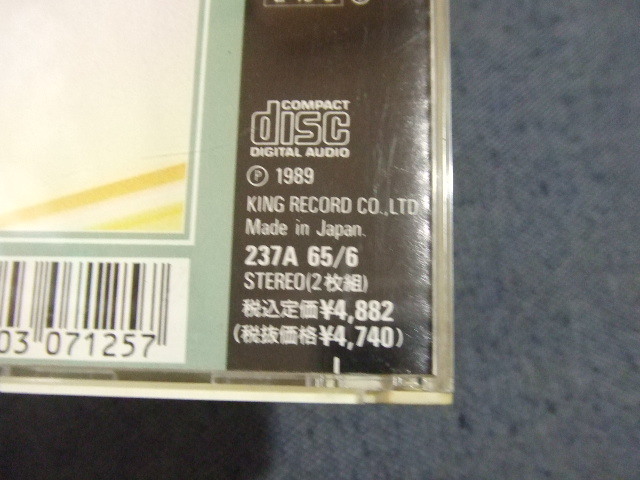 COMPACT
disc
DIGITAL AUDIO
Ⓟ 1989
KING RECORD CO.,LTD
Made in Japan.
237A 65/6
STEREO(2枚組)
税込定価¥4,882
(税抜価格¥4,740)
03 071257